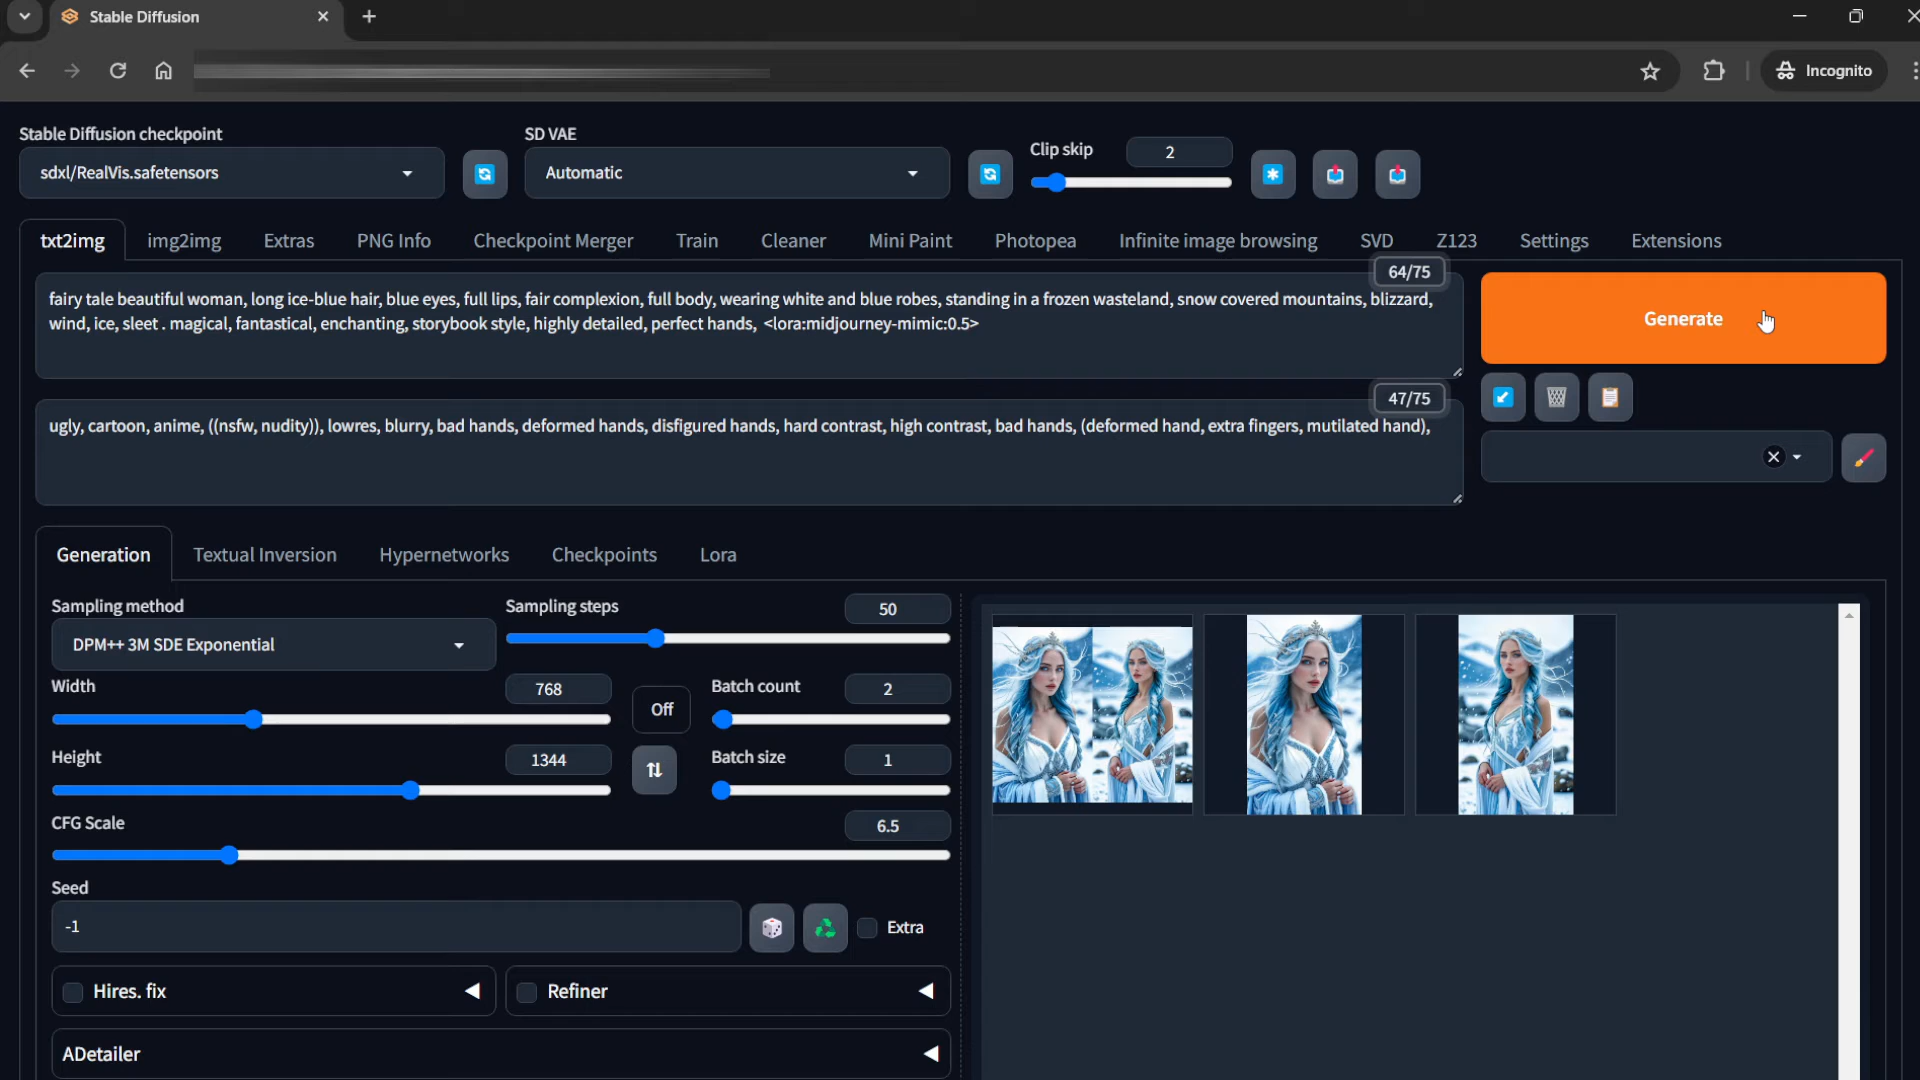 Stable Diffusion
Incognito
Stable Diffusion checkpoint
sdxl/RealVis.safetensors
SD VAE
Automatic
Clip skip
2
txt2img
img2img
Extras
PNG Info
Checkpoint Merger
Train
Cleaner
Mini Paint
Photopea
Infinite image browsing
SVD
Z123
Settings
Extensions
64/75
fairy tale beautiful woman, long ice-blue hair, blue eyes, full lips, fair complexion, full body, wearing white and blue robes, standing in a frozen wasteland, snow covered mountains, blizzard,
wind, ice, sleet . magical, fantastical, enchanting, storybook style, highly detailed, perfect hands, <lora:midjourney-mimic:0.5>
Generate
47/75
ugly, cartoon, anime, ((nsfw, nudity)), lowres, blurry, bad hands, deformed hands, disfigured hands, hard contrast, high contrast, bad hands, (deformed hand, extra fingers, mutilated hand),
Generation
Textual Inversion
Hypernetworks
Checkpoints
Lora
Sampling method
DPM++ 3M SDE Exponential
Sampling steps
50
Width
768
Off
Batch count
2
Height
1344
Batch size
1
CFG Scale
6.5
Seed
-1
Extra
Hires. fix
Refiner
ADetailer